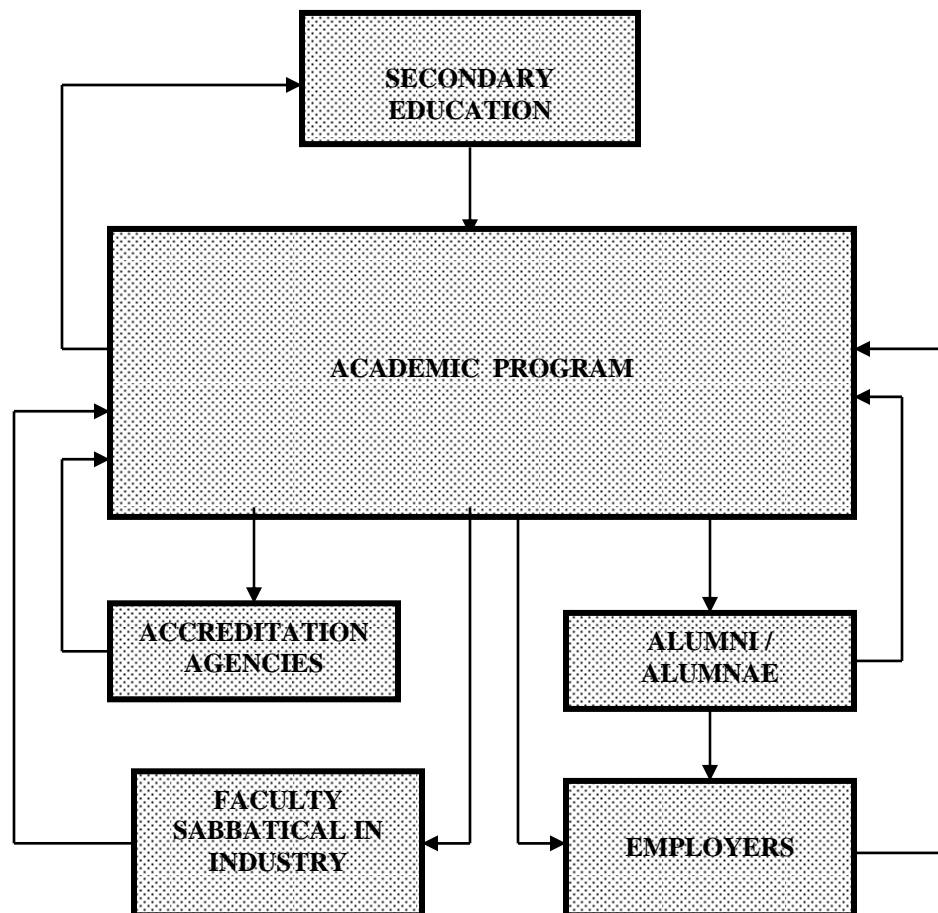 SECONDARY
EDUCATION
ACADEMIC PROGRAM
ACCREDITATION
AGENCIES
ALUMNI /
ALUMNAE
FACULTY
SABBATICAL IN
INDUSTRY
EMPLOYERS